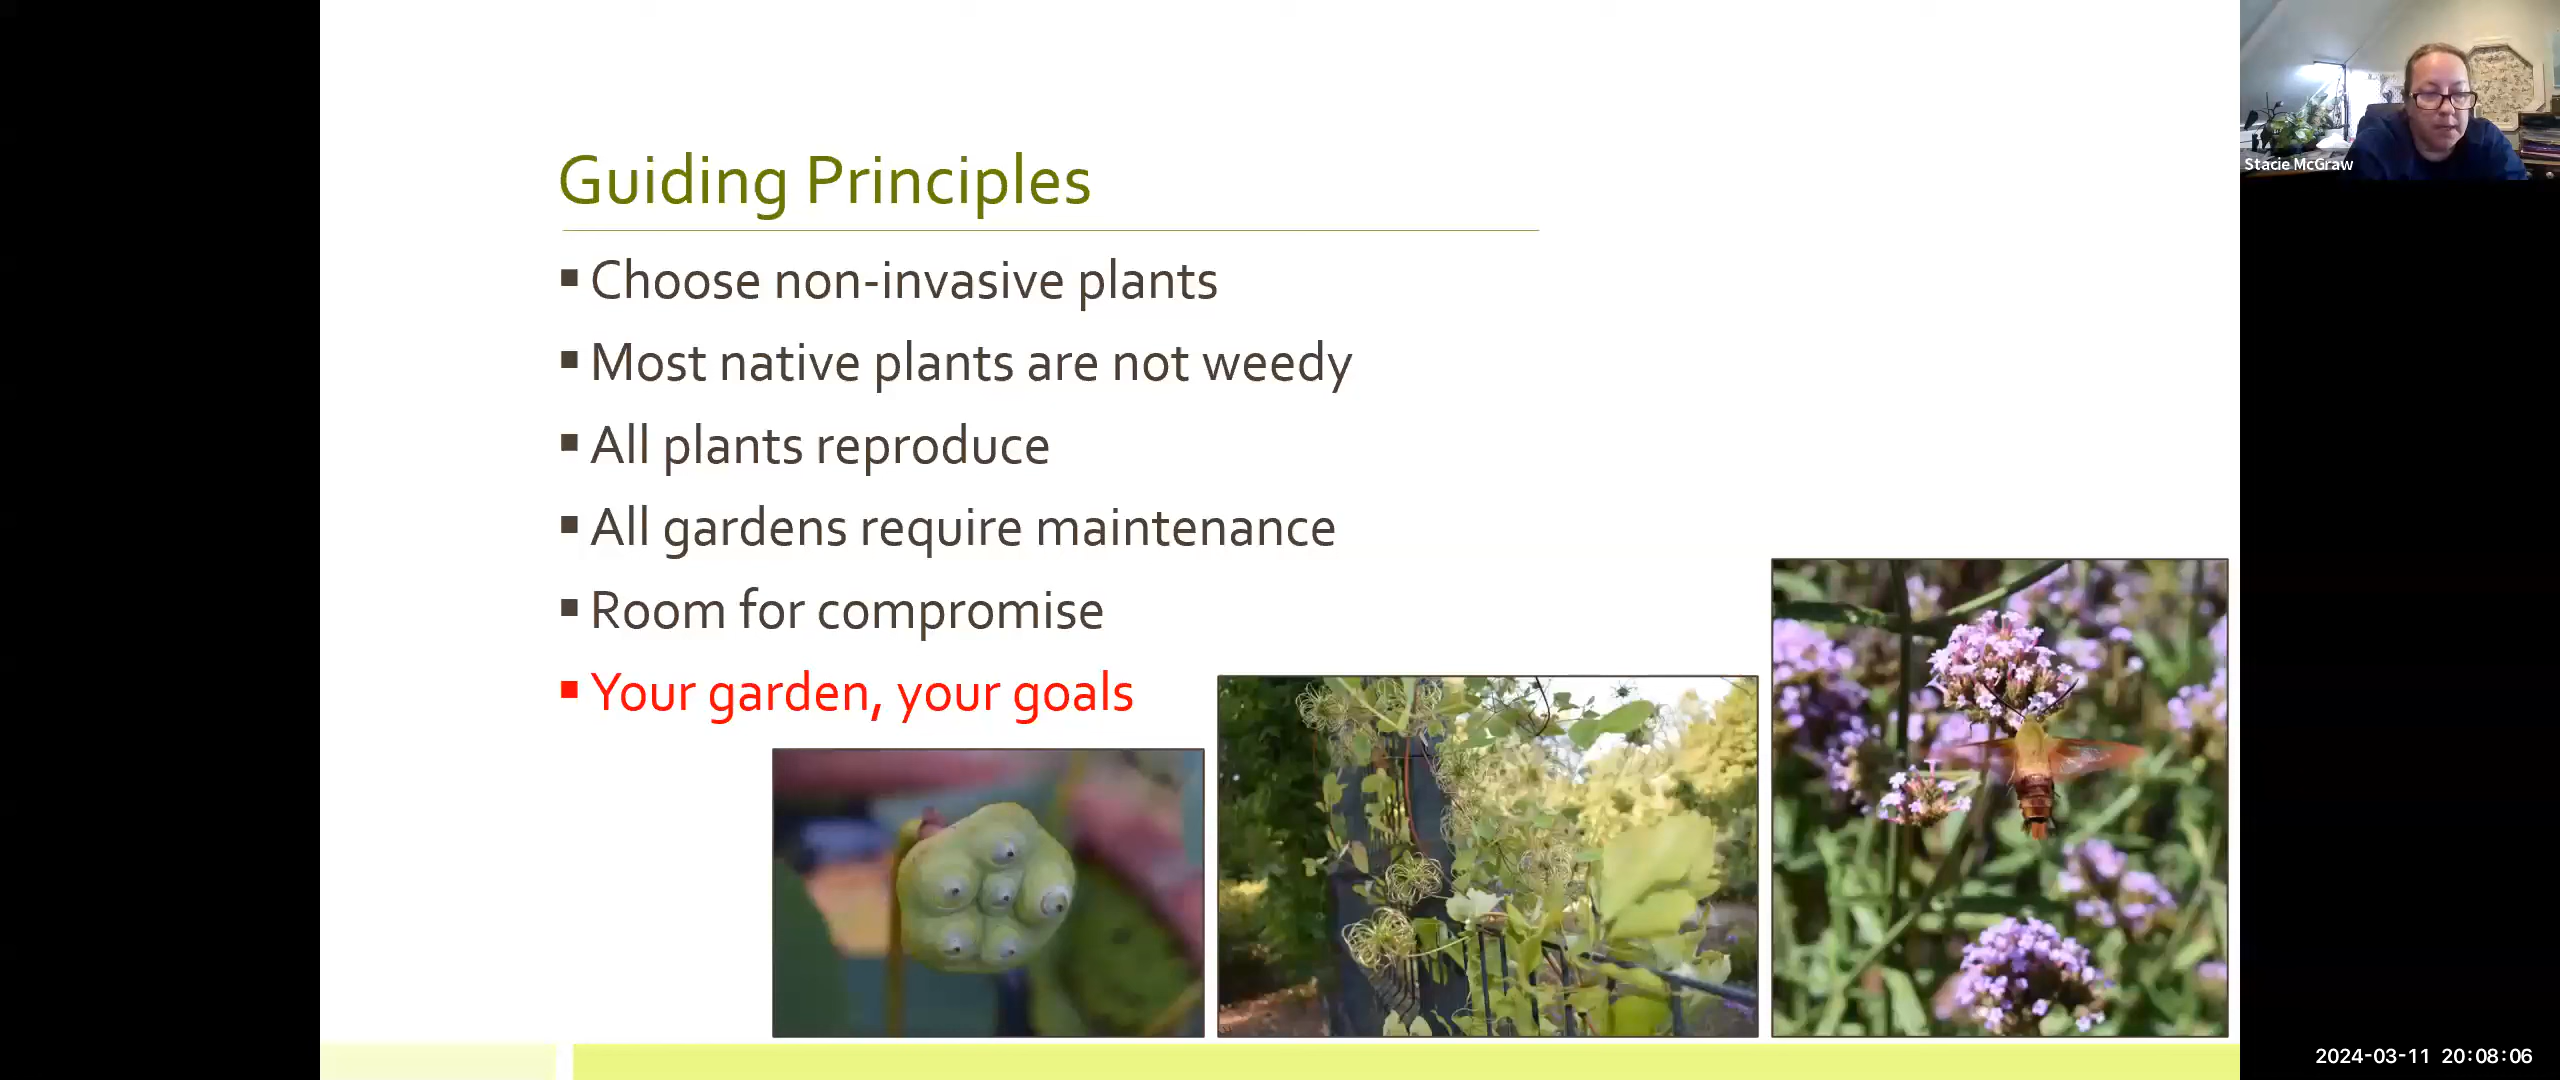 Guiding Principles
Choose non-invasive plants
Most native plants are not weedy
All plants reproduce
All gardens require maintenance
Room for compromise
Your garden, your goals
Stacie McGraw
2024-03-11 20:08:06